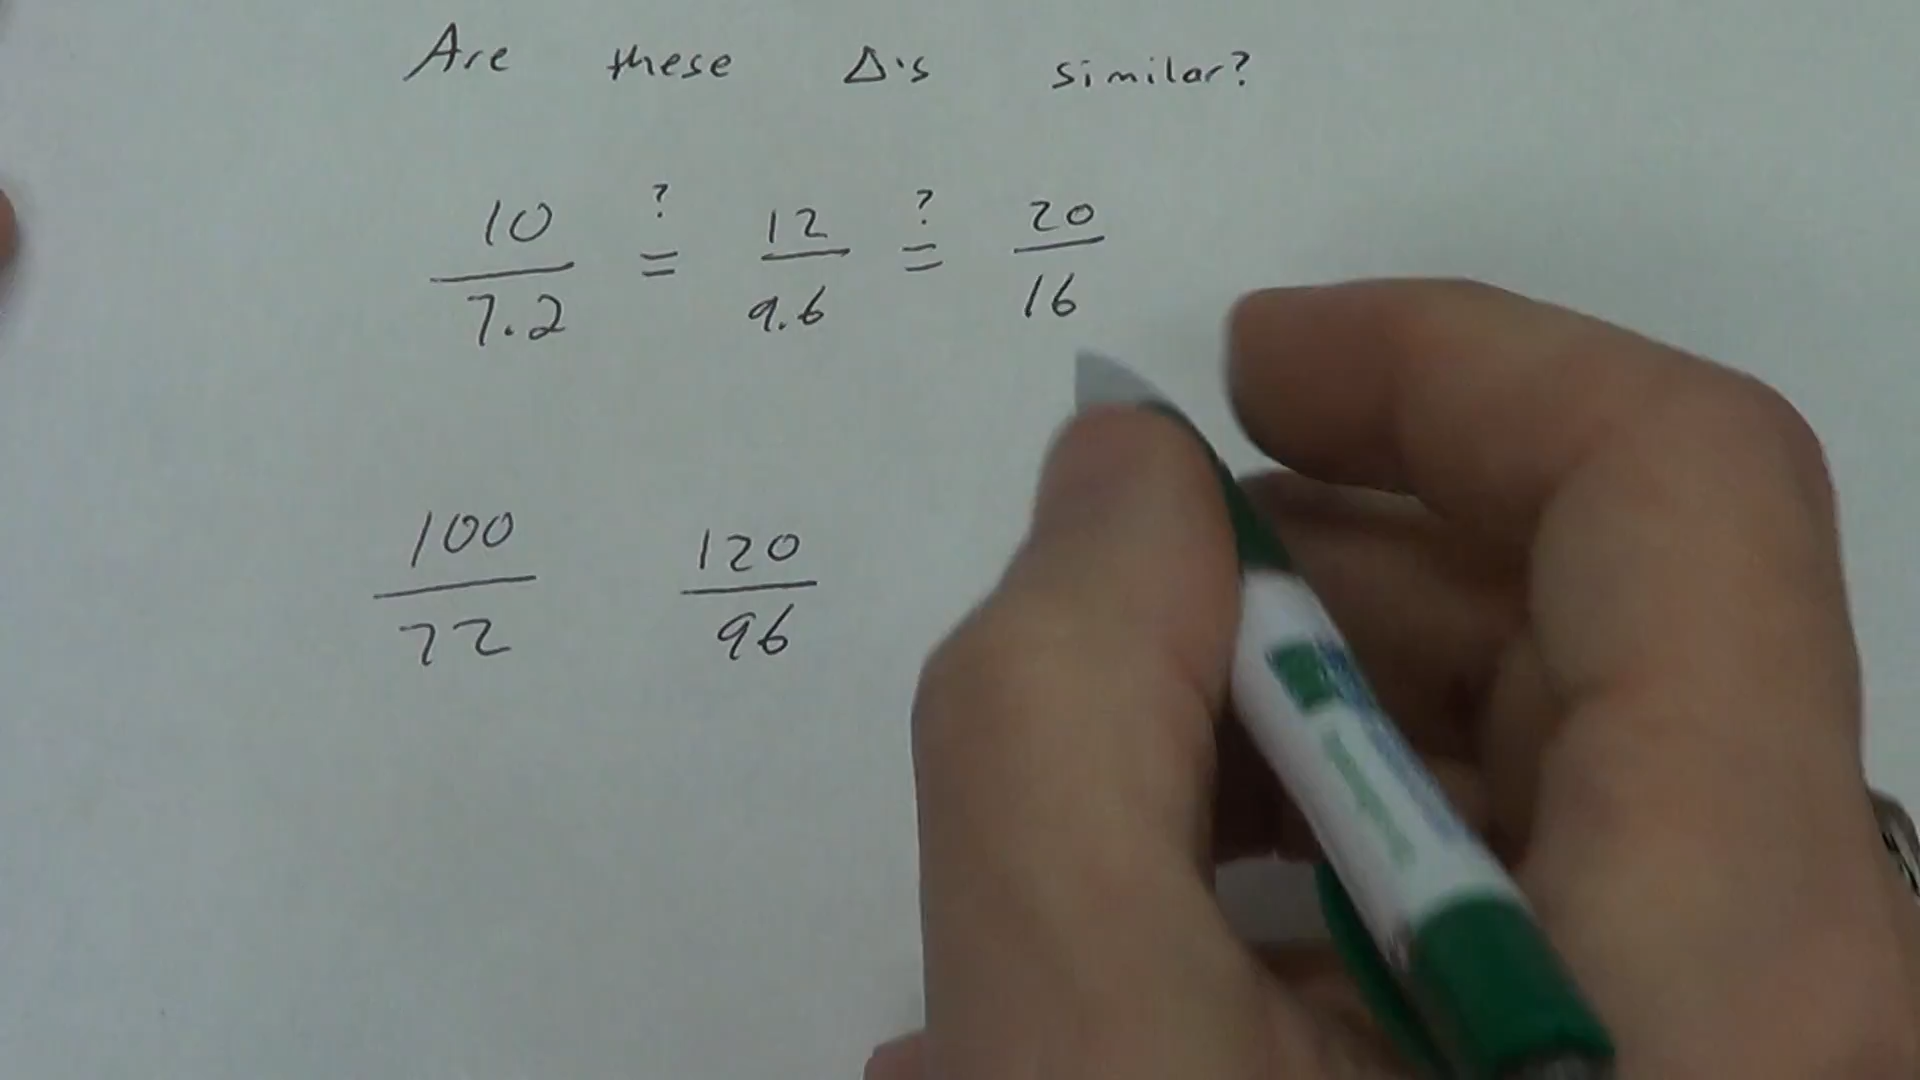 Are these Δ's similar?
10/7.2 ?= 12/9.6 ?= 20/16
100/72 120/96